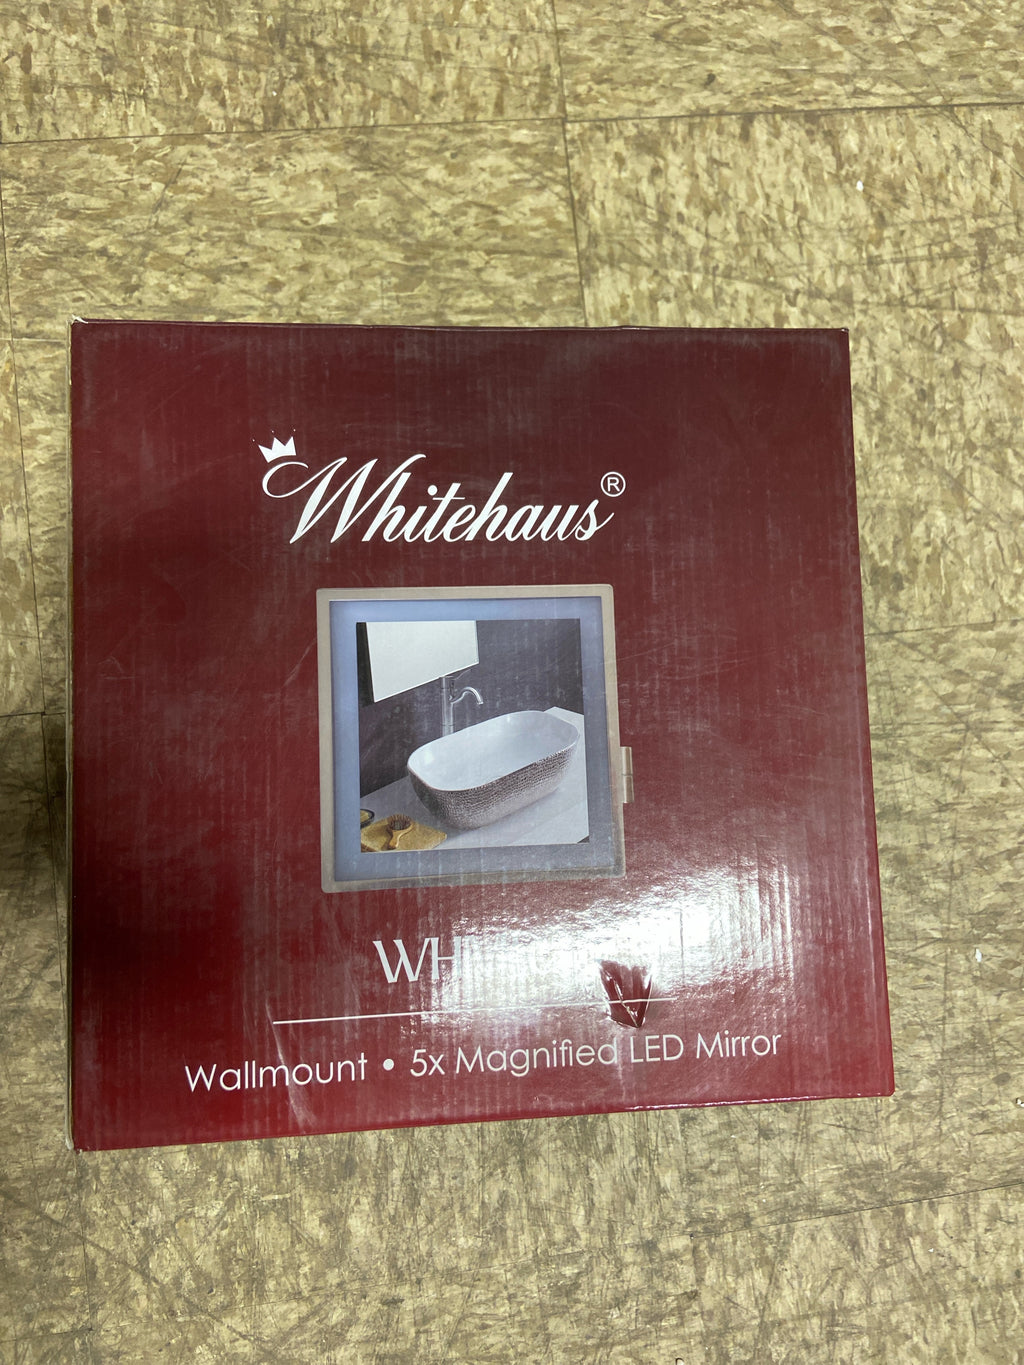 Whitehaus®
Wallmount • 5x Magnified LED Mirror